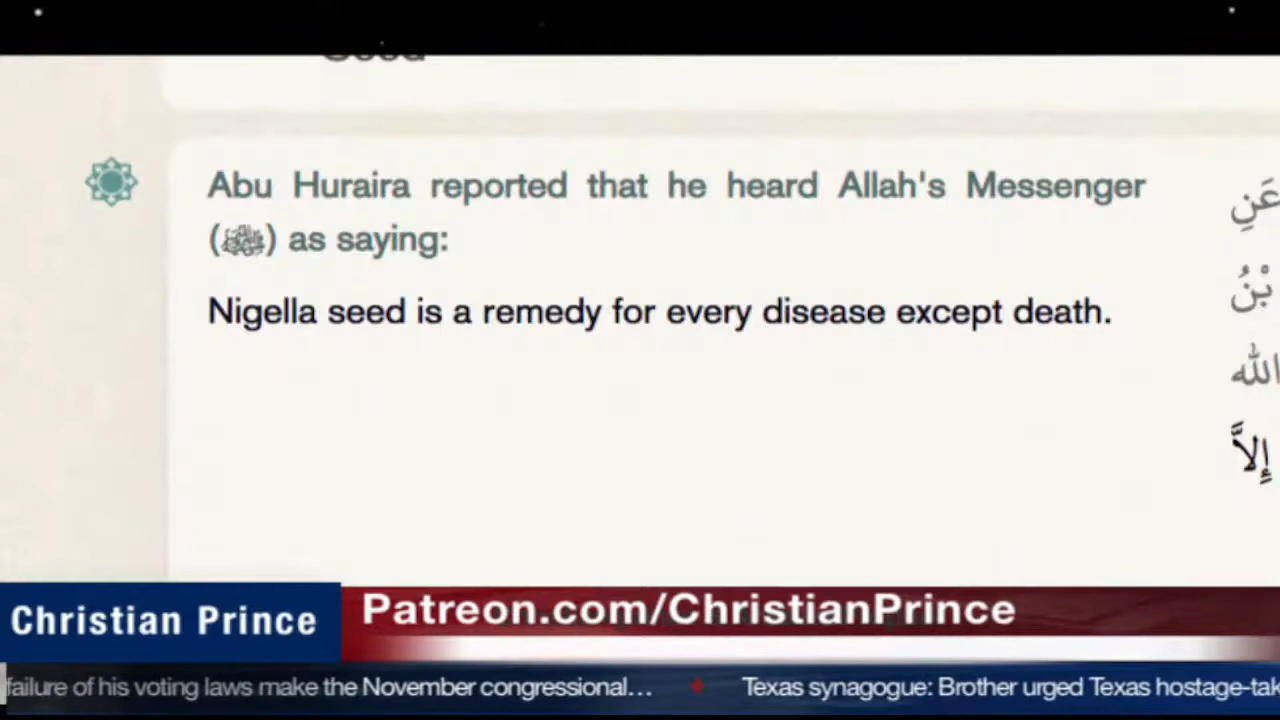 Good
Abu Huraira reported that he heard Allah's Messenger
(ﷺ) as saying:
Nigella seed is a remedy for every disease except death.
عَنِ
بْنُ
الله
إِلاَّ
Christian Prince
Patreon.com/ChristianPrince
failure of his voting laws make the November congressional... Texas synagogue: Brother urged Texas hostage-tak